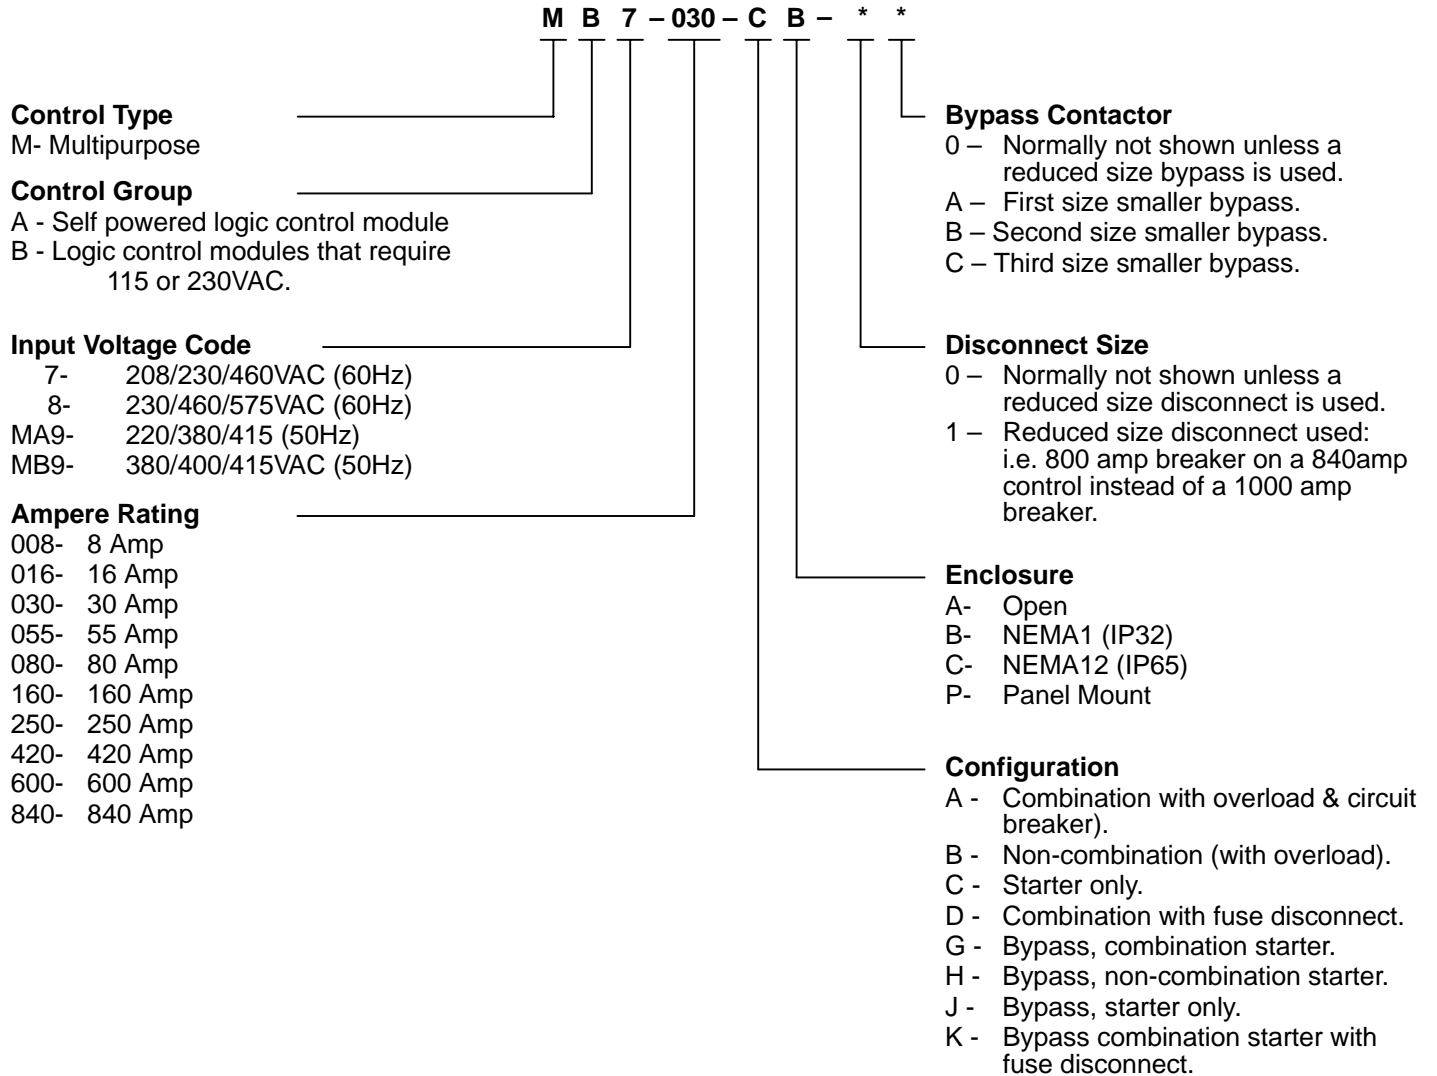 M B 7 – 030 – C B – * *
Control Type
M- Multipurpose
Control Group
A - Self powered logic control module
B - Logic control modules that require
115 or 230VAC.
Input Voltage Code
7- 208/230/460VAC (60Hz)
8- 230/460/575VAC (60Hz)
MA9- 220/380/415 (50Hz)
MB9- 380/400/415VAC (50Hz)
Ampere Rating
008- 8 Amp
016- 16 Amp
030- 30 Amp
055- 55 Amp
080- 80 Amp
160- 160 Amp
250- 250 Amp
420- 420 Amp
600- 600 Amp
840- 840 Amp
Bypass Contactor
0 – Normally not shown unless a
reduced size bypass is used.
A – First size smaller bypass.
B – Second size smaller bypass.
C – Third size smaller bypass.
Disconnect Size
0 – Normally not shown unless a
reduced size disconnect is used.
1 – Reduced size disconnect used:
i.e. 800 amp breaker on a 840amp
control instead of a 1000 amp
breaker.
Enclosure
A- Open
B- NEMA1 (IP32)
C- NEMA12 (IP65)
P- Panel Mount
Configuration
A - Combination with overload & circuit
breaker).
B - Non-combination (with overload).
C - Starter only.
D - Combination with fuse disconnect.
G - Bypass, combination starter.
H - Bypass, non-combination starter.
J - Bypass, starter only.
K - Bypass combination starter with
fuse disconnect.